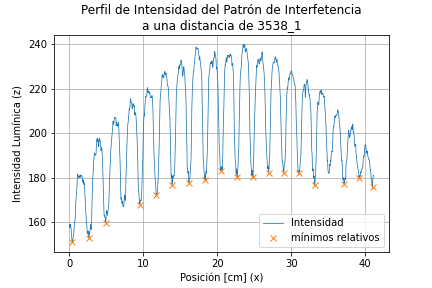 Perfil de Intensidad del Patrón de Interfetencia
a una distancia de 3538_1
Intensidad Lumínica (z)
240
220
200
180
160
0
10
20
30
40
Posición [cm] (x)
Intensidad
mínimos relativos